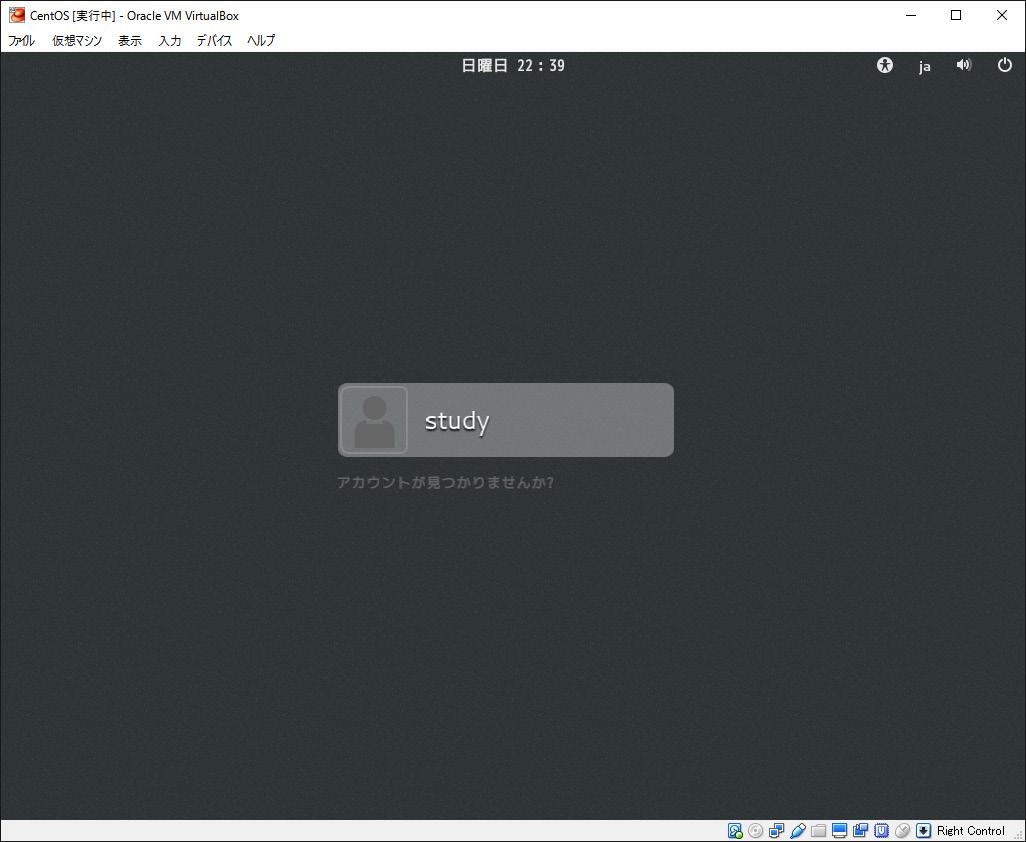 CentOS [実行中] - Oracle VM VirtualBox
ファイル 仮想マシン 表示 入力 デバイス ヘルプ
日曜日 22 : 39 ja
study
アカウントが見つかりませんか?
Right Control